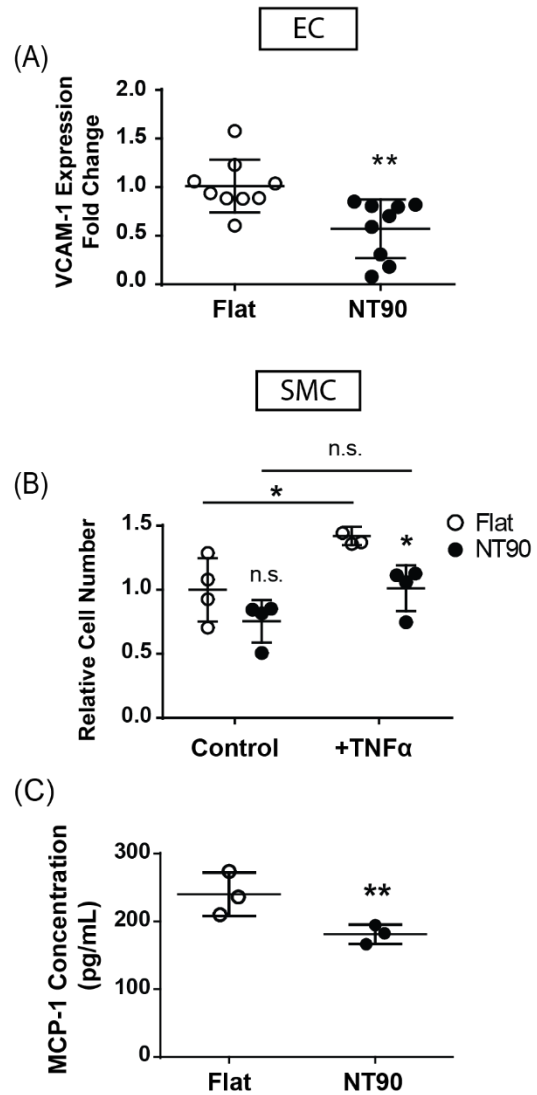 EC
(A)
VCAM-1 Expression
Fold Change
2.0
1.5
1.0
0.5
0.0
**
Flat
NT90
SMC
(B)
n.s.
*
Flat
NT90
Relative Cell Number
1.5
1.0
0.5
0.0
n.s.
*
Control
+TNFα
(C)
MCP-1 Concentration
(pg/mL)
300
200
100
0
**
Flat
NT90